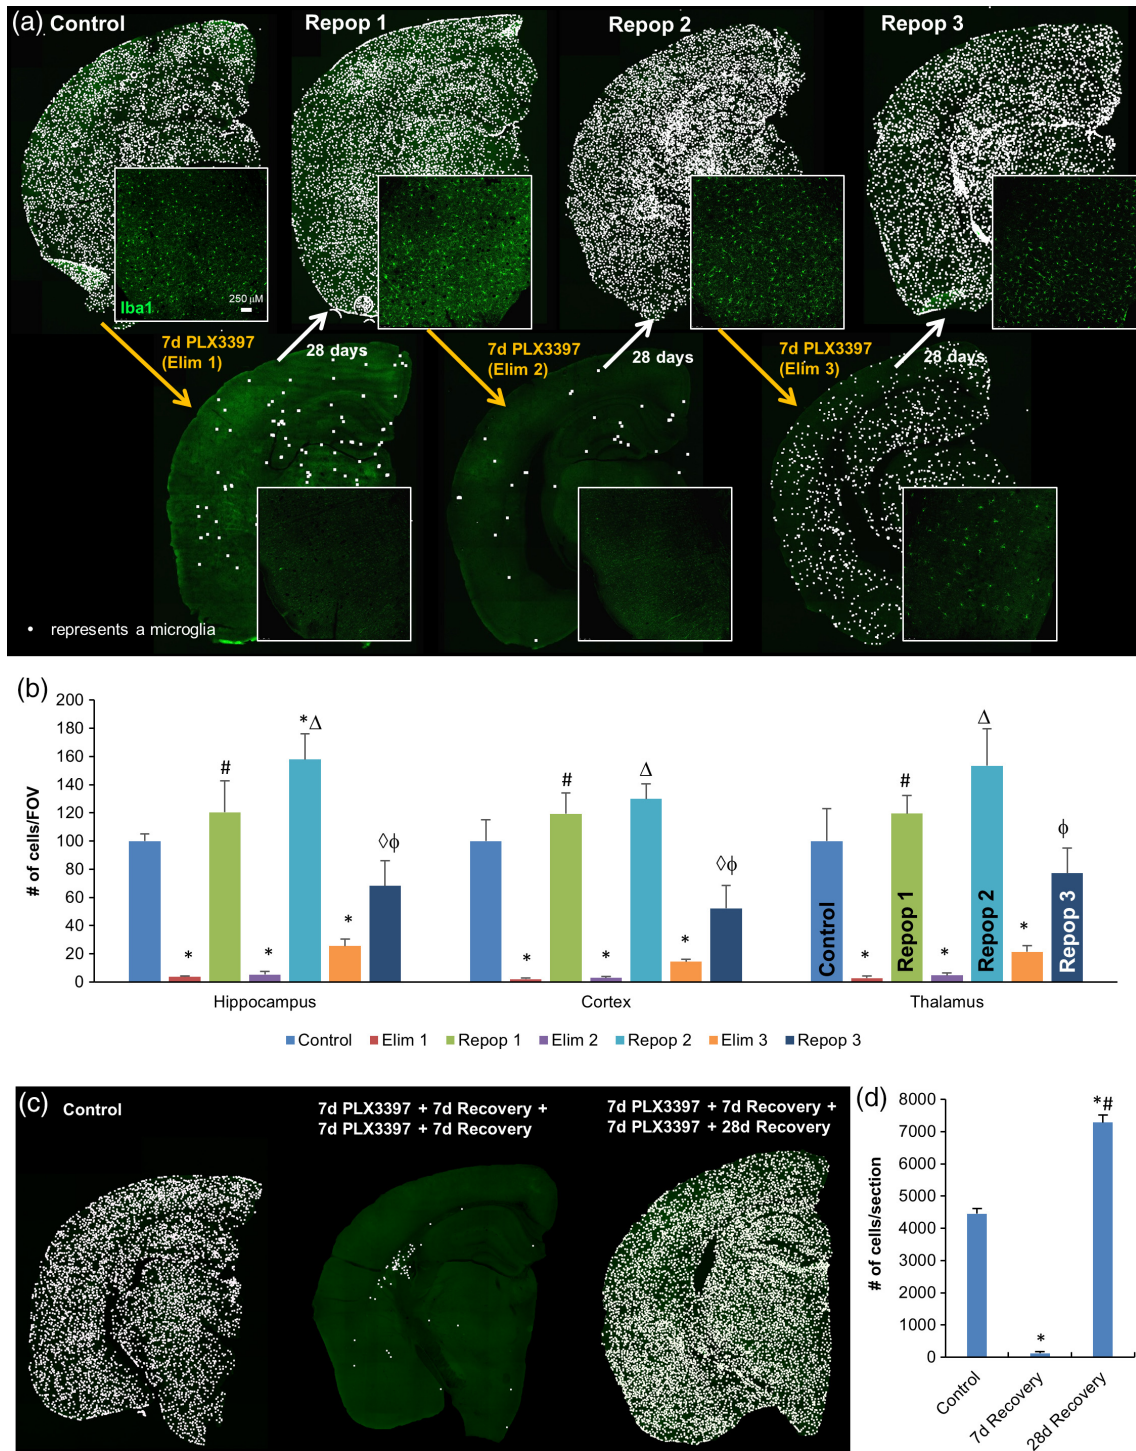 (a) Control Repop 1 Repop 2 Repop 3
Iba1
250 µM
7d PLX3397
(Elim 1)
28 days
7d PLX3397
(Elim 2)
28 days
7d PLX3397
(Elim 3)
28 days
• represents a microglia
(b)
# of cells/FOV
200
180
160
140
120
100
80
60
40
20
0
#
*Δ
◊ϕ
*
*
*
#
Δ
◊ϕ
*
*
*
#
Δ
ϕ
*
*
*
Control
Repop 1
Repop 2
Repop 3
Hippocampus Cortex Thalamus
Control Elim 1 Repop 1 Elim 2 Repop 2 Elim 3 Repop 3
(c) Control
7d PLX3397 + 7d Recovery +
7d PLX3397 + 7d Recovery
7d PLX3397 + 7d Recovery +
7d PLX3397 + 28d Recovery
(d)
# of cells/section
8000
7000
6000
5000
4000
3000
2000
1000
0
*
*#
Control
7d Recovery
28d Recovery